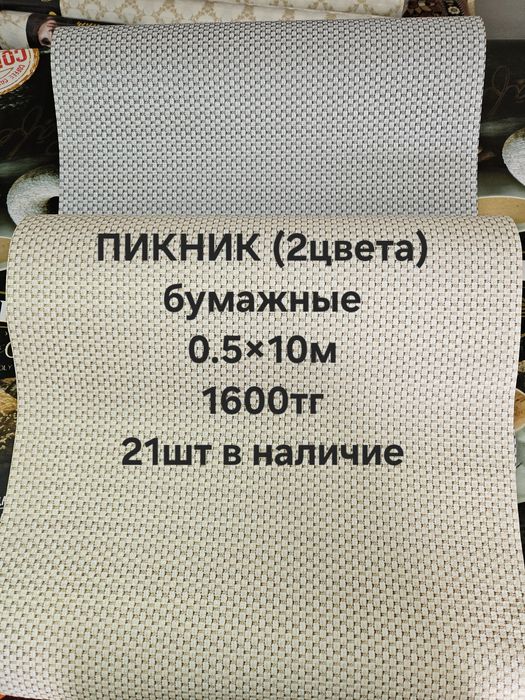 ПИКНИК (2цвета)
бумажные
0.5×10м
1600тг
21шт в наличие